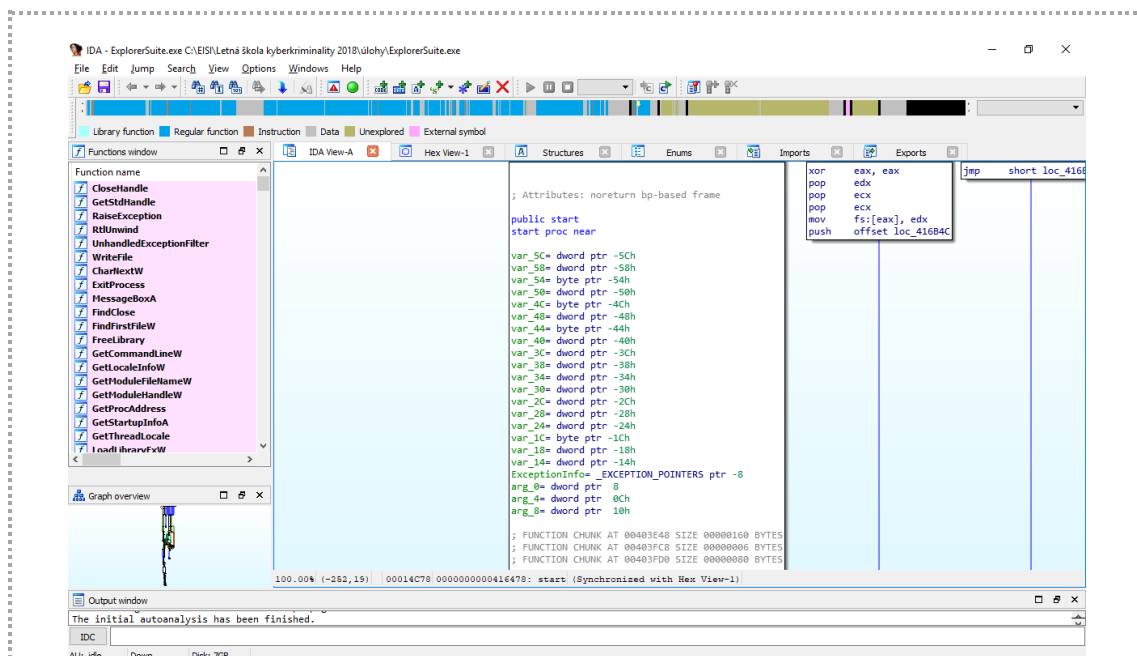 IDA - ExplorerSuite.exe C:\EISI\Letná škola kyberkriminality 2018\úlohy\ExplorerSuite.exe
File Edit Jump Search View Options Windows Help
Library function Regular function Instruction Data Unexplored External symbol
Functions window IDA View-A Hex View-1 Structures Enums Imports Exports
Function name
CloseHandle
GetStdHandle
RaiseException
RtlUnwind
UnhandledExceptionFilter
WriteFile
CharNextW
ExitProcess
MessageBoxA
FindClose
FindFirstFileW
FreeLibrary
GetCommandLineW
GetLocaleInfoW
GetModuleFileNameW
GetModuleHandleW
GetProcAddress
GetStartupInfoA
GetThreadLocale
LoadLibraryExW
Graph overview
; Attributes: noreturn bp-based frame
public start
start proc near
var_5C= dword ptr -5Ch
var_58= dword ptr -58h
var_54= byte ptr -54h
var_50= dword ptr -50h
var_4C= byte ptr -4Ch
var_48= dword ptr -48h
var_44= byte ptr -44h
var_40= dword ptr -40h
var_3C= dword ptr -3Ch
var_38= dword ptr -38h
var_34= dword ptr -34h
var_30= dword ptr -30h
var_2C= dword ptr -2Ch
var_28= dword ptr -28h
var_24= dword ptr -24h
var_1C= byte ptr -1Ch
var_18= dword ptr -18h
var_14= dword ptr -14h
ExceptionInfo= _EXCEPTION_POINTERS ptr -8
arg_0= dword ptr 8
arg_4= dword ptr 0Ch
arg_8= dword ptr 10h
; FUNCTION CHUNK AT 00403E48 SIZE 00000160 BYTES
; FUNCTION CHUNK AT 00403FC8 SIZE 00000006 BYTES
; FUNCTION CHUNK AT 00403FD0 SIZE 00000080 BYTES
xor eax, eax
pop edx
pop ecx
pop ecx
mov fs:[eax], edx
push offset loc_416B4C
jmp short loc_416B
100.00% (-252,19) 00014C78 0000000000416478: start (Synchronized with Hex View-1)
Output window
The initial autoanalysis has been finished.
IDC
AU: idle Down Disk: 7GB